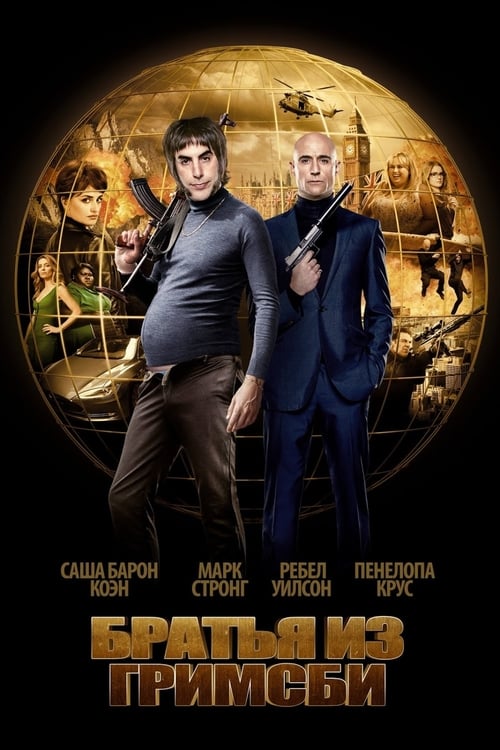 САША БАРОН КОЭН
МАРК СТРОНГ
РЕБЕЛ УИЛСОН
ПЕНЕЛОПА КРУС
БРАТЬЯ ИЗ
ГРИМСБИ